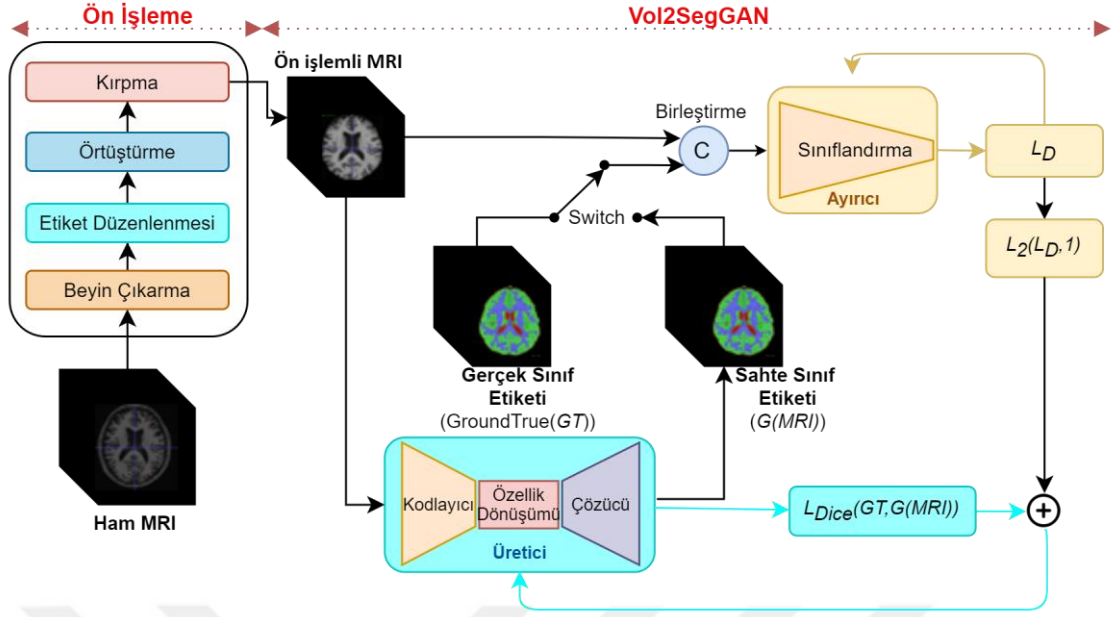 Ön İşleme
Vol2SegGAN
Kırpma
Örtüştürme
Etiket Düzenlenmesi
Beyin Çıkarma
Ham MRI
Ön işlemli MRI
Birleştirme
C
Switch
Sınıflandırma
Ayırıcı
L_D
L_2(L_D,1)
Gerçek Sınıf
Etiketi
(GroundTrue(GT))
Sahte Sınıf
Etiketi
(G(MRI))
Kodlayıcı
Özellik
Dönüşümü
Çözücü
Üretici
L_Dice(GT,G(MRI))
+